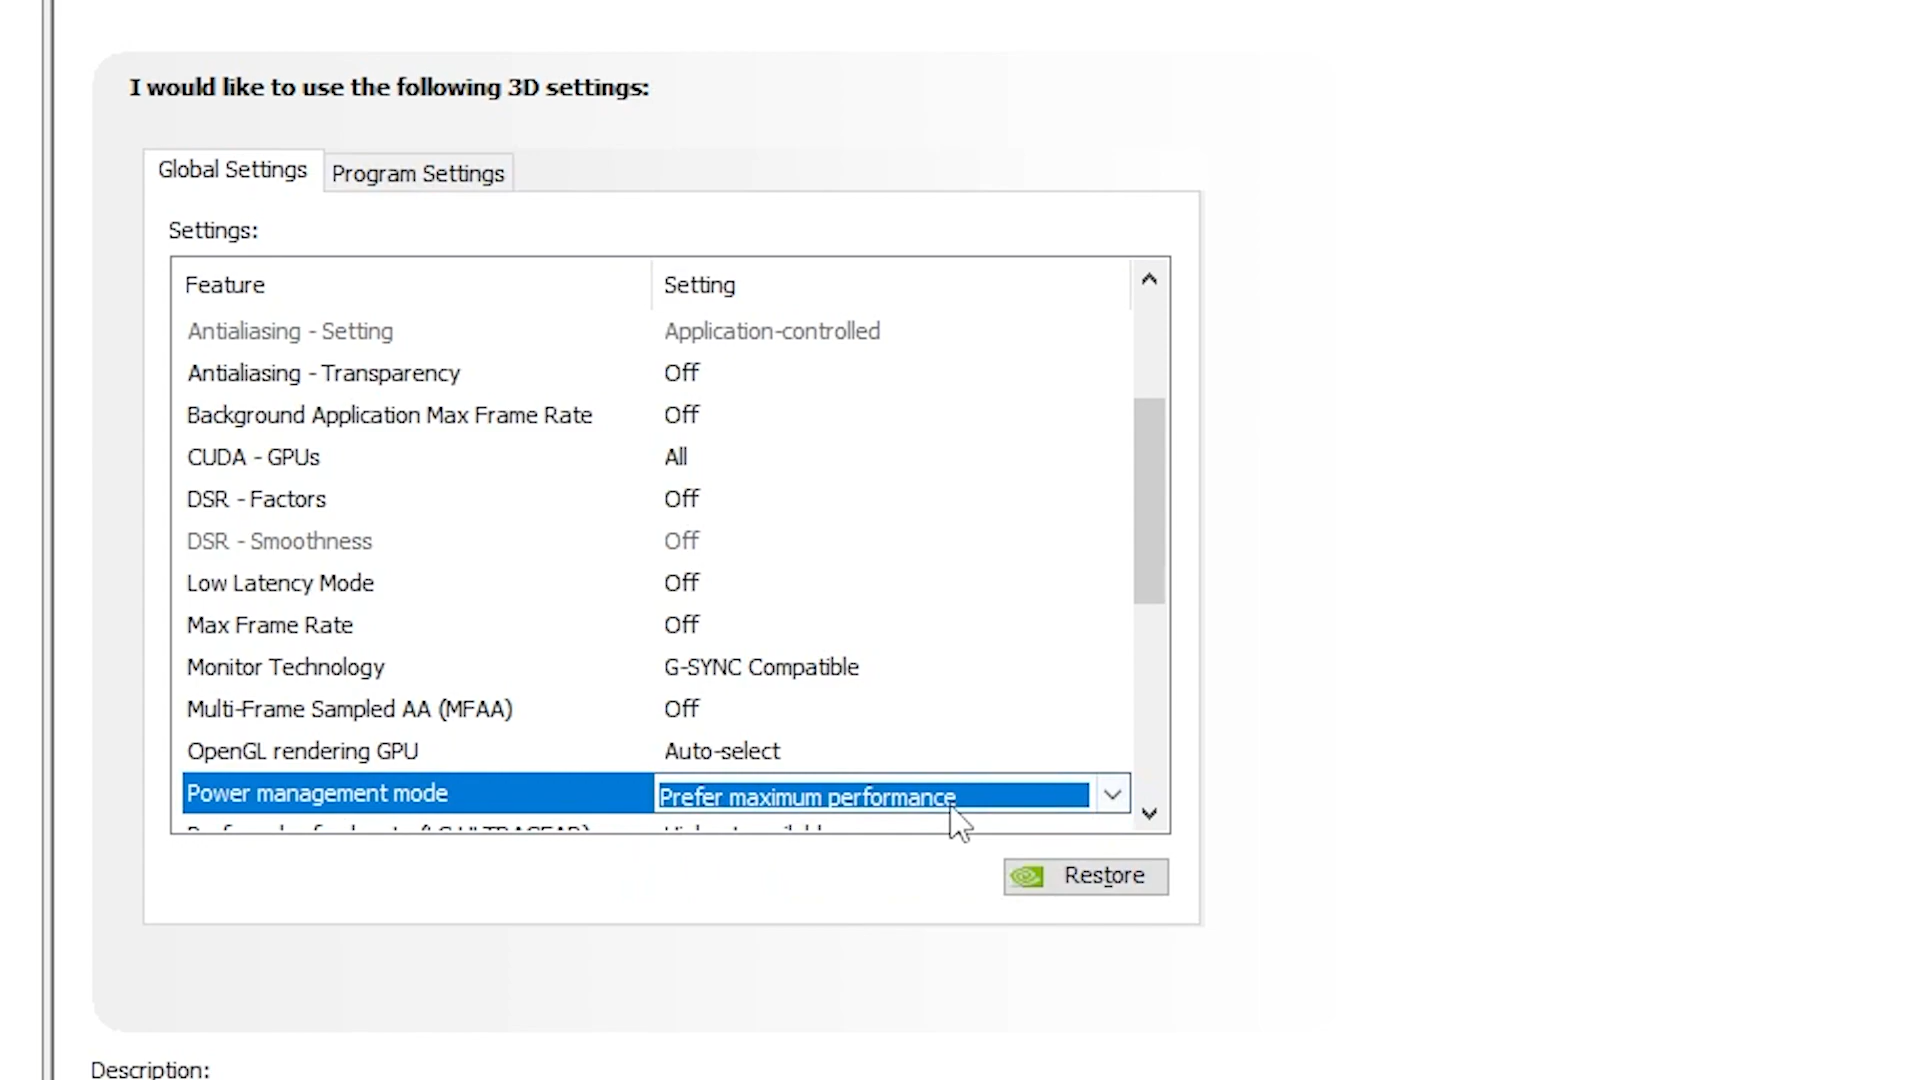 I would like to use the following 3D settings:
Global Settings
Program Settings
Settings:
Feature Setting
Antialiasing - Setting Application-controlled
Antialiasing - Transparency Off
Background Application Max Frame Rate Off
CUDA - GPUs All
DSR - Factors Off
DSR - Smoothness Off
Low Latency Mode Off
Max Frame Rate Off
Monitor Technology G-SYNC Compatible
Multi-Frame Sampled AA (MFAA) Off
OpenGL rendering GPU Auto-select
Power management mode Prefer maximum performance
Restore
Description: